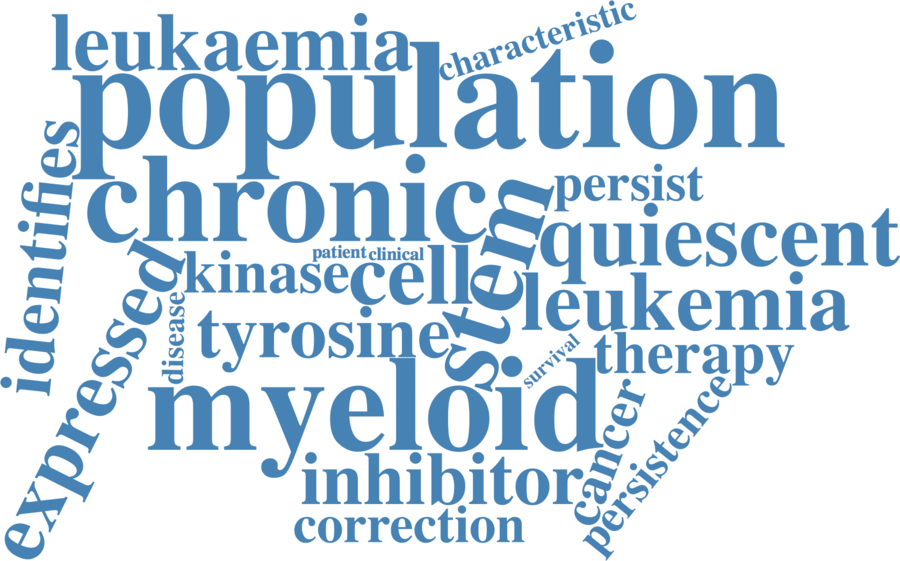 leukaemia
characteristic
population
identifies
chronic
persist
stem
quiescent
patient
clinical
kinase
cell
expressed
leukemia
disease
tyrosine
survival
therapy
myeloid
cancer
persistence
inhibitor
correction